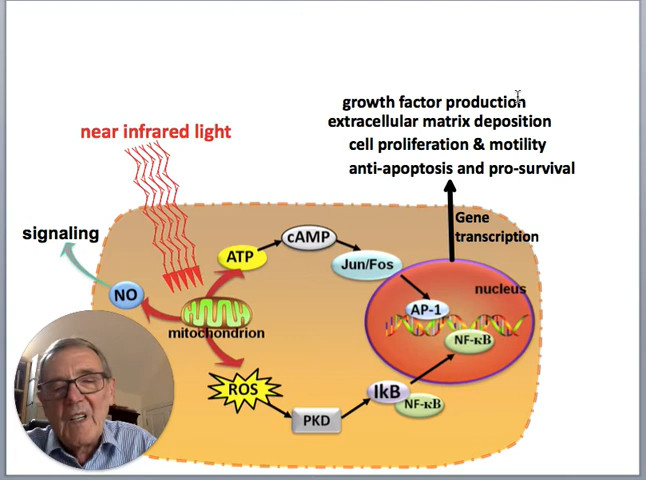 growth factor production
extracellular matrix deposition
cell proliferation & motility
anti-apoptosis and pro-survival
near infrared light
signaling
Gene
transcription
cAMP
ATP
Jun/Fos
nucleus
NO
AP-1
mitochondrion
NF-κB
ROS
IkB
NF-κB
PKD